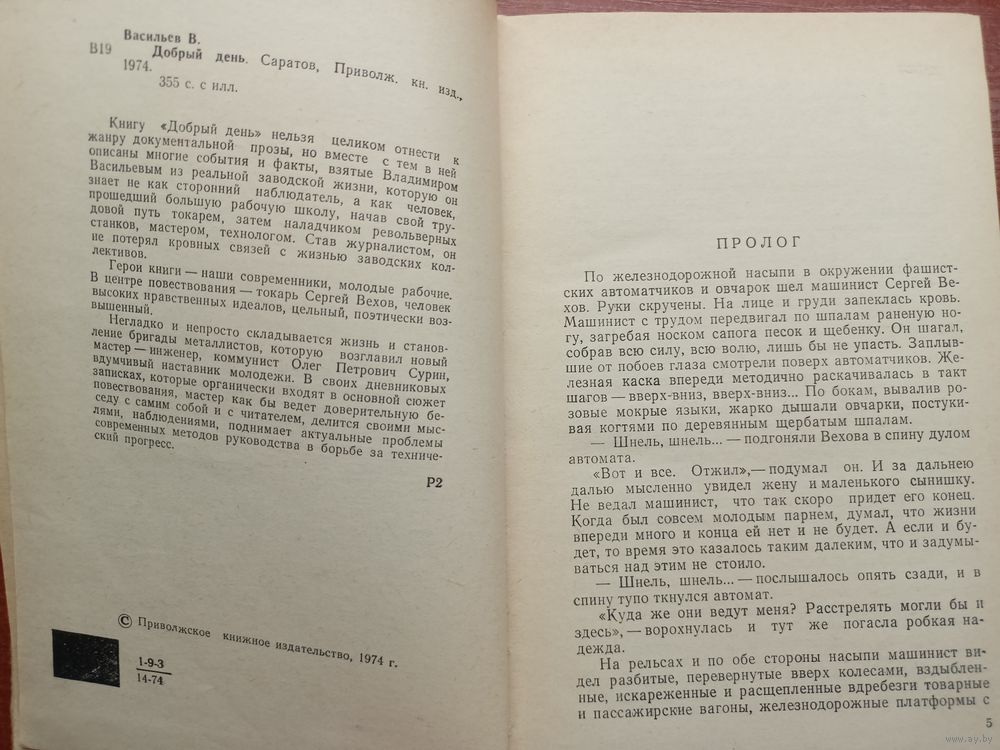 Васильев В.
В19 Добрый день. Саратов, Приволж. кн. изд.,
1974.
355 с. с илл.
Книгу «Добрый день» нельзя целиком отнести к
жанру документальной прозы, но вместе с тем в ней
описаны многие события и факты, взятые Владимиром
Васильевым из реальной заводской жизни, которую он
знает не как сторонний наблюдатель, а как человек,
прошедший большую рабочую школу, начав свой тру-
довой путь токарем, затем наладчиком револьверных
станков, мастером, технологом. Став журналистом, он
не потерял кровных связей с жизнью заводских кол-
лективов.
Герои книги — наши современники, молодые рабочие.
В центре повествования — токарь Сергей Вехов, человек
высоких нравственных идеалов, цельный, поэтически воз-
вышенный.
Негладко и непросто складывается жизнь и станов-
ление бригады металлистов, которую возглавил новый
мастер — инженер, коммунист Олег Петрович Сурин,
вдумчивый наставник молодежи. В своих дневниковых
записках, которые органически входят в основной сюжет
повествования, мастер как бы ведет доверительную бе-
седу с самим собой и с читателем, делится своими мыс-
лями, наблюдениями, поднимает актуальные проблемы
современных методов руководства в борьбе за техниче-
ский прогресс.
Р2
© Приволжское книжное издательство, 1974 г.
1-9-3
14-74
ПРОЛОГ
По железнодорожной насыпи в окружении фашист-
ских автоматчиков и овчарок шел машинист Сергей Ве-
хов. Руки скручены. На лице и груди запеклась кровь.
Машинист с трудом передвигал по шпалам раненую но-
гу, загребая носком сапога песок и щебенку. Он шагал,
собрав всю силу, всю волю, лишь бы не упасть. Заплыв-
шие от побоев глаза смотрели поверх автоматчиков. Же-
лезная каска впереди методично раскачивалась в такт
шагов — вверх-вниз, вверх-вниз... По бокам, вывалив ро-
зовые мокрые языки, жарко дышали овчарки, постуки-
вая когтями по деревянным щербатым шпалам.
— Шнель, шнель... — подгоняли Вехова в спину дулом
автомата.
«Вот и все. Отжил»,— подумал он. И за дальнею
далью мысленно увидел жену и маленького сынишку.
Не ведал машинист, что так скоро придет его конец.
Когда был совсем молодым парнем, думал, что жизни
впереди много и конца ей нет и не будет. А если и бу-
дет, то время это казалось таким далеким, что и задумы-
ваться над этим не стоило.
— Шнель, шнель... — послышалось опять сзади, и в
спину тупо ткнулся автомат.
«Куда же они ведут меня? Расстрелять могли бы и
здесь», — ворохнулась и тут же погасла робкая на-
дежда.
На рельсах и по обе стороны насыпи машинист ви-
дел разбитые, перевернутые вверх колесами, вздыблен-
ные, искареженные и расщепленные вдребезги товарные
и пассажирские вагоны, железнодорожные платформы с
5
www.ay.by